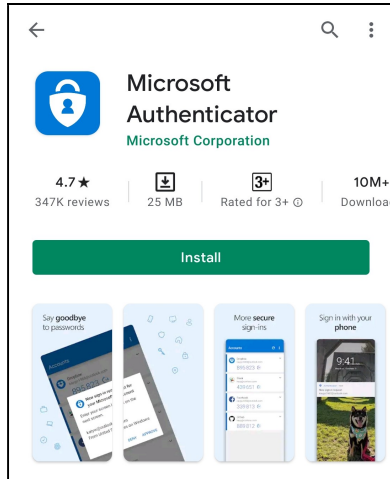 Microsoft
Authenticator
Microsoft Corporation
4.7★
347K reviews
25 MB
3+
Rated for 3+
10M+
Downloa
Install
Say goodbye
to passwords
More secure
sign-ins
Accounts
Sign in with your
phone
9:41